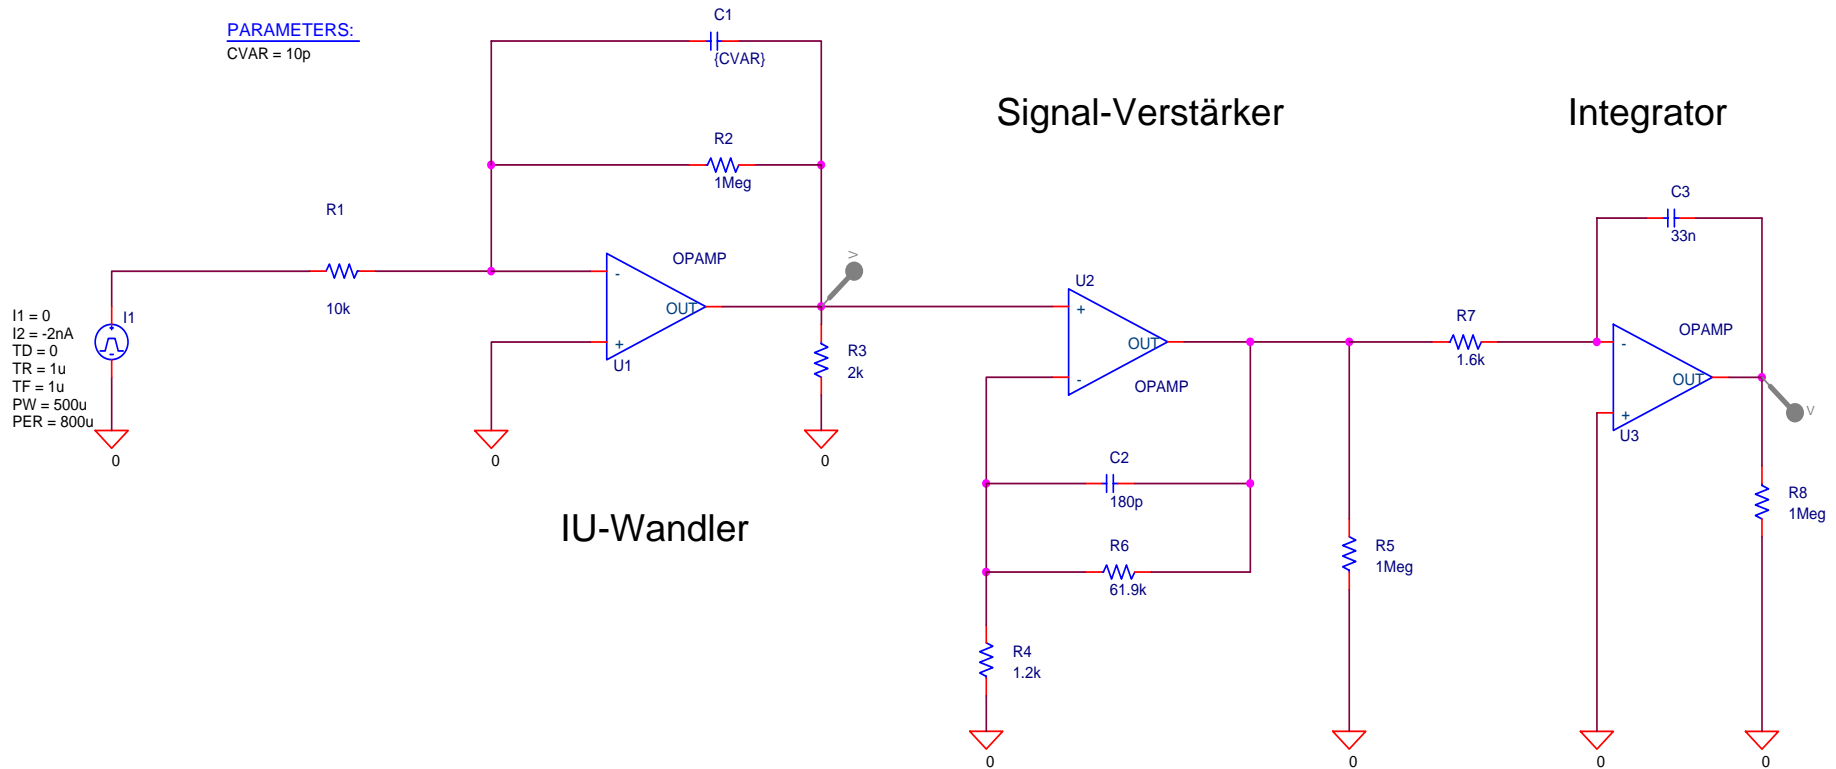 PARAMETERS:
CVAR = 10p
C1
{CVAR}
R2
1Meg
R1
10k
I1 = 0
I2 = -2nA
TD = 0
TR = 1u
TF = 1u
PW = 500u
PER = 800u
I1
+
-
0
-
+
OPAMP
OUT
U1
0
V
R3
2k
0
IU-Wandler
Signal-Verstärker
U2
+
-
OUT
OPAMP
C2
180p
R6
61.9k
R4
1.2k
0
R5
1Meg
0
Integrator
R7
1.6k
C3
33n
-
+
OPAMP
OUT
U3
V
R8
1Meg
0
0